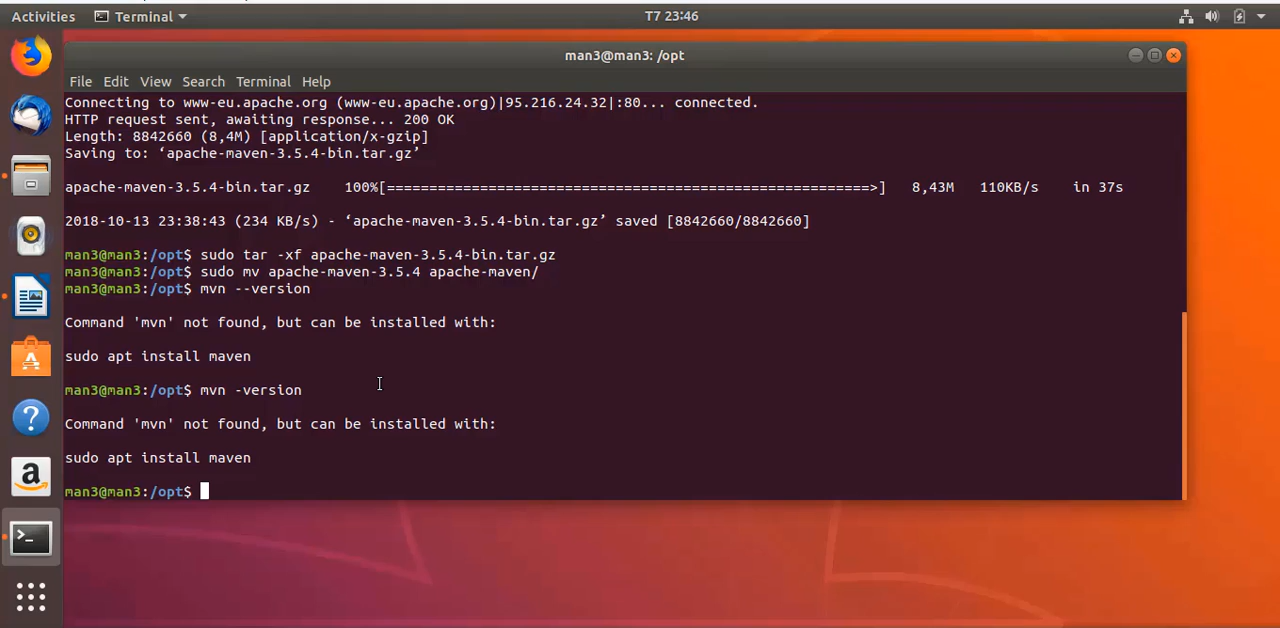 Activities Terminal T7 23:46
man3@man3: /opt
File Edit View Search Terminal Help
Connecting to www-eu.apache.org (www-eu.apache.org)|95.216.24.32|:80... connected.
HTTP request sent, awaiting response... 200 OK
Length: 8842660 (8,4M) [application/x-gzip]
Saving to: ‘apache-maven-3.5.4-bin.tar.gz’
apache-maven-3.5.4-bin.tar.gz 100%[=========================================================>] 8,43M 110KB/s in 37s
2018-10-13 23:38:43 (234 KB/s) - ‘apache-maven-3.5.4-bin.tar.gz’ saved [8842660/8842660]
man3@man3:/opt$ sudo tar -xf apache-maven-3.5.4-bin.tar.gz
man3@man3:/opt$ sudo mv apache-maven-3.5.4 apache-maven/
man3@man3:/opt$ mvn --version
Command 'mvn' not found, but can be installed with:
sudo apt install maven
man3@man3:/opt$ mvn -version
Command 'mvn' not found, but can be installed with:
sudo apt install maven
man3@man3:/opt$